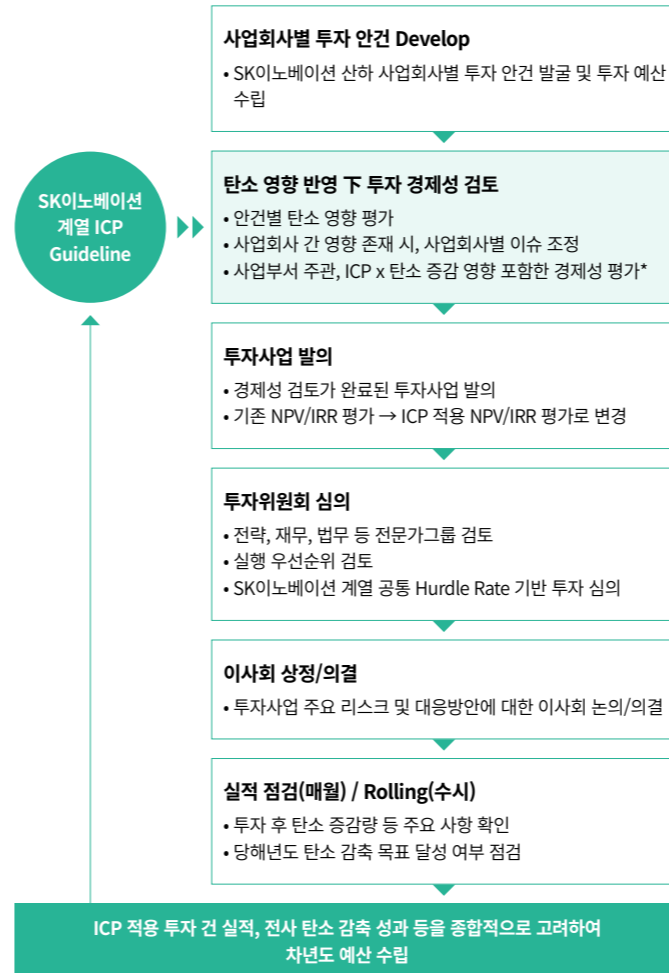 사업회사별 투자 안건 Develop
• SK이노베이션 산하 사업회사별 투자 안건 발굴 및 투자 예산
수립
SK이노베이션
계열 ICP
Guideline
탄소 영향 반영 下 투자 경제성 검토
• 안건별 탄소 영향 평가
• 사업회사 간 영향 존재 시, 사업회사별 이슈 조정
• 사업부서 주관, ICP x 탄소 증감 영향 포함한 경제성 평가*
투자사업 발의
• 경제성 검토가 완료된 투자사업 발의
• 기존 NPV/IRR 평가 → ICP 적용 NPV/IRR 평가로 변경
투자위원회 심의
• 전략, 재무, 법무 등 전문가그룹 검토
• 실행 우선순위 검토
• SK이노베이션 계열 공통 Hurdle Rate 기반 투자 심의
이사회 상정/의결
• 투자사업 주요 리스크 및 대응방안에 대한 이사회 논의/의결
실적 점검(매월) / Rolling(수시)
• 투자 후 탄소 증감량 등 주요 사항 확인
• 당해년도 탄소 감축 목표 달성 여부 점검
ICP 적용 투자 건 실적, 전사 탄소 감축 성과 등을 종합적으로 고려하여
차년도 예산 수립